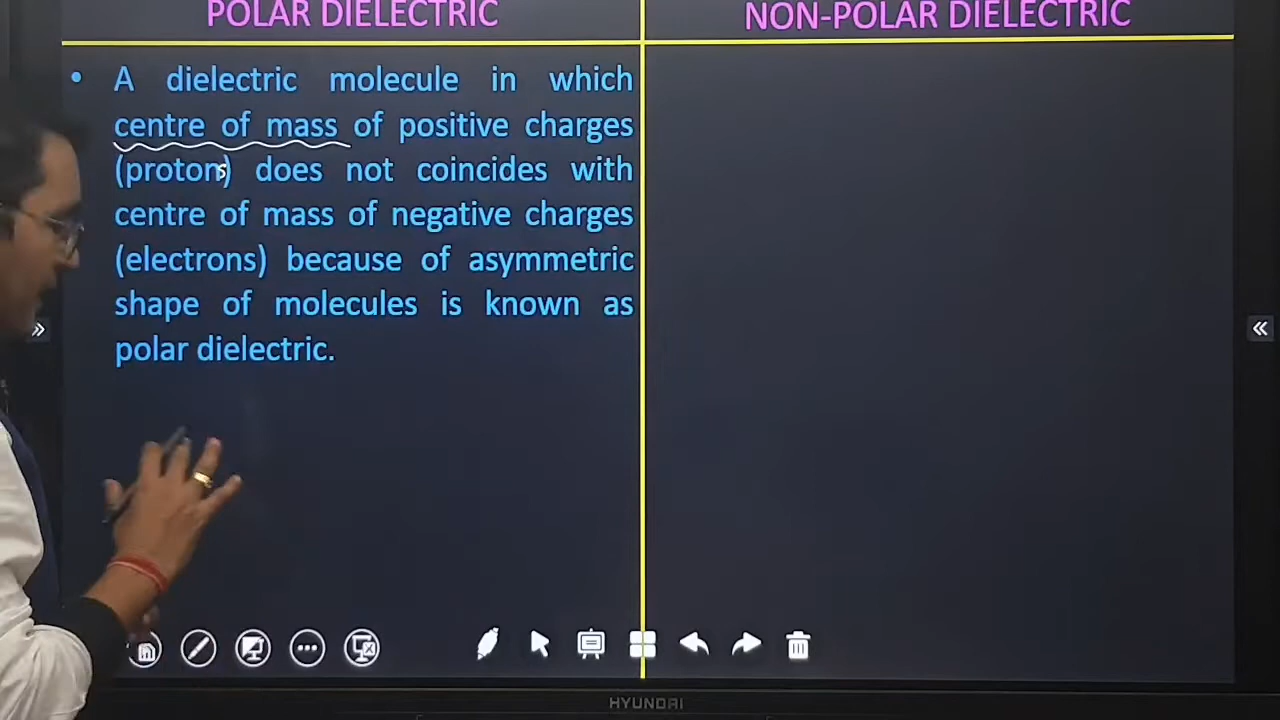 POLAR DIELECTRIC
NON-POLAR DIELECTRIC
• A dielectric molecule in which
centre of mass of positive charges
(protons) does not coincides with
centre of mass of negative charges
(electrons) because of asymmetric
shape of molecules is known as
polar dielectric.
HYUNDAI